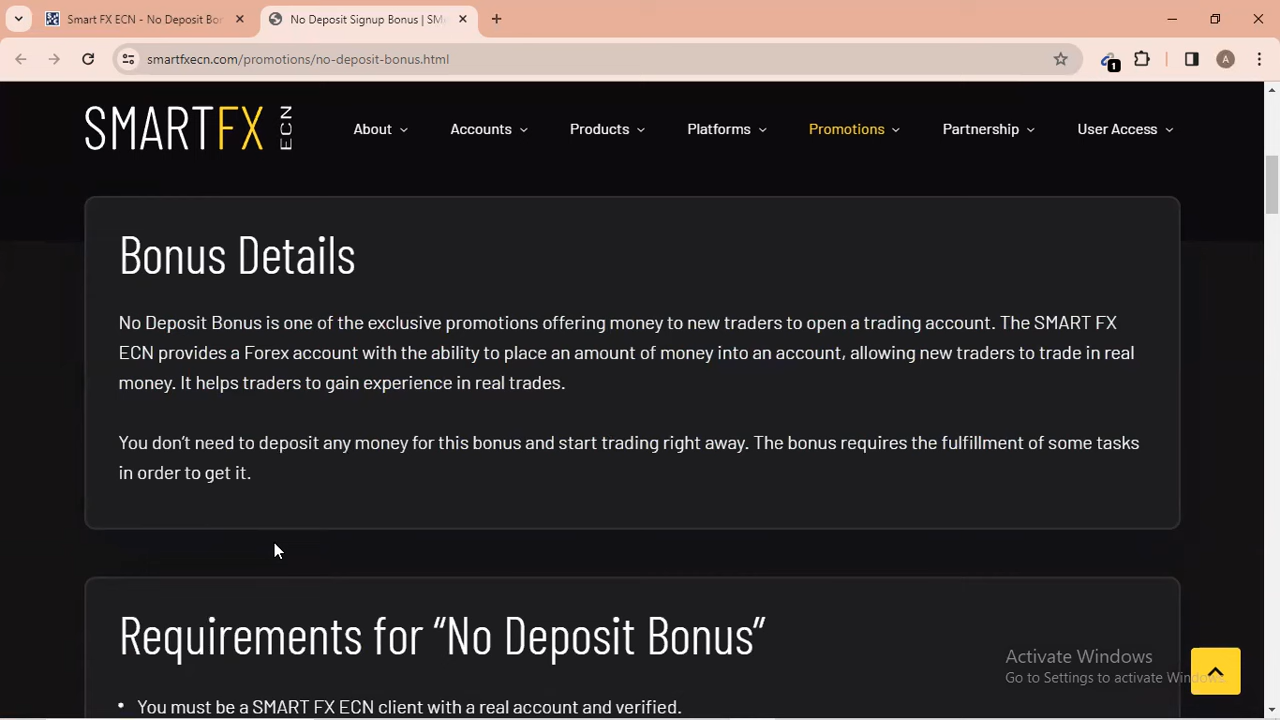 Smart FX ECN - No Deposit Bo
No Deposit Signup Bonus | SM
smartfxecn.com/promotions/no-deposit-bonus.html
1
A
SMARTFX ECN
About
Accounts
Products
Platforms
Promotions
Partnership
User Access
Bonus Details
No Deposit Bonus is one of the exclusive promotions offering money to new traders to open a trading account. The SMART FX
ECN provides a Forex account with the ability to place an amount of money into an account, allowing new traders to trade in real
money. It helps traders to gain experience in real trades.
You don’t need to deposit any money for this bonus and start trading right away. The bonus requires the fulfillment of some tasks
in order to get it.
Requirements for “No Deposit Bonus”
• You must be a SMART FX ECN client with a real account and verified.
Activate Windows
Go to Settings to activate Windows.